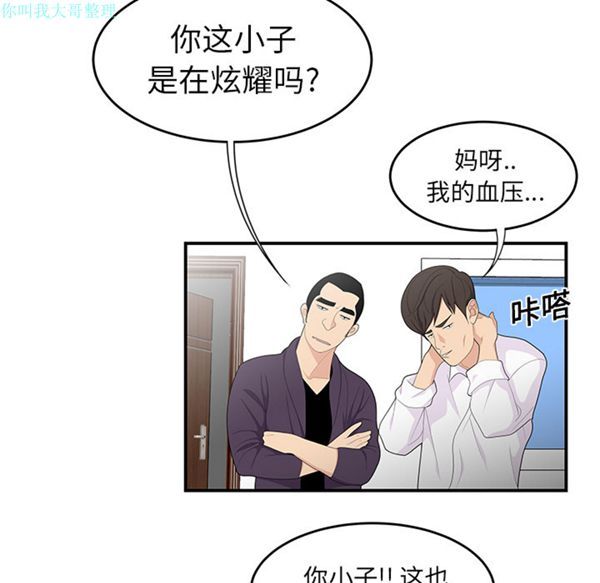 你叫我大哥整理
你这小子
是在炫耀吗?
妈呀..
我的血压...
咔嗒
你小子!! 这也